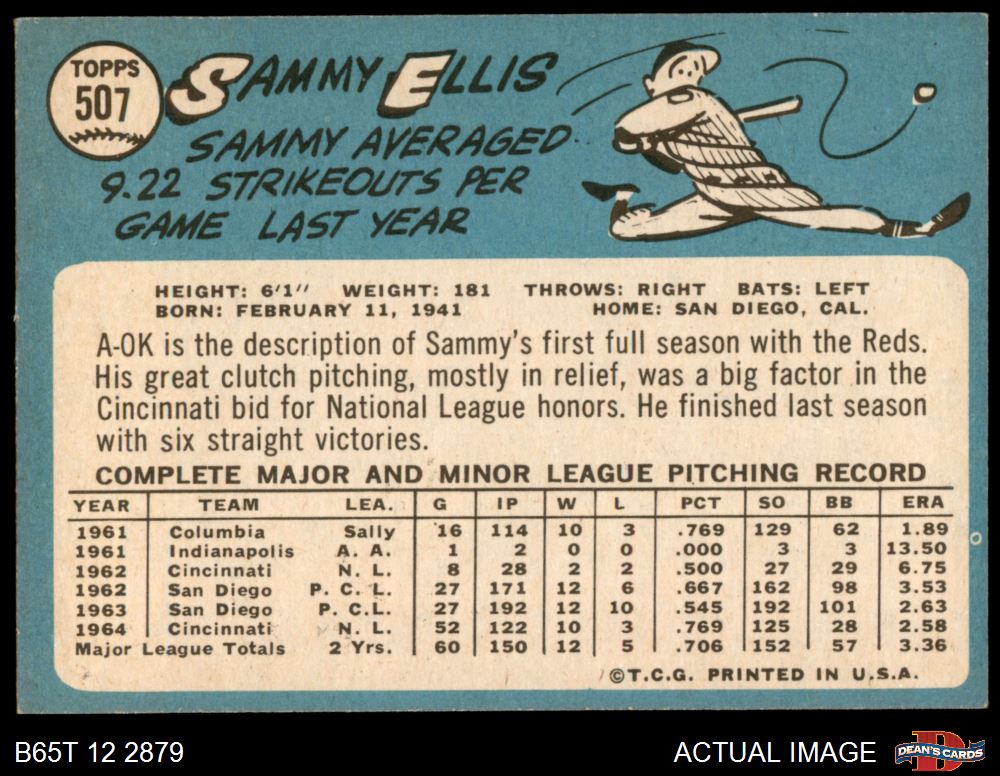 TOPPS
507
SAMMY ELLIS
SAMMY AVERAGED
9.22 STRIKEOUTS PER
GAME LAST YEAR
HEIGHT: 6'1" WEIGHT: 181 THROWS: RIGHT BATS: LEFT
BORN: FEBRUARY 11, 1941 HOME: SAN DIEGO, CAL.
A-OK is the description of Sammy's first full season with the Reds.
His great clutch pitching, mostly in relief, was a big factor in the
Cincinnati bid for National League honors. He finished last season
with six straight victories.
COMPLETE MAJOR AND MINOR LEAGUE PITCHING RECORD
YEAR TEAM LEA. G IP W L PCT SO BB ERA
1961 Columbia Sally 16 114 10 3 .769 129 62 1.89
1961 Indianapolis A. A. 1 2 0 0 .000 3 3 13.50
1962 Cincinnati N. L. 8 28 2 2 .500 27 29 6.75
1962 San Diego P. C. L. 27 171 12 6 .667 162 98 3.53
1963 San Diego P. C.L. 27 192 12 10 .545 192 101 2.63
1964 Cincinnati N. L. 52 122 10 3 .769 125 28 2.58
Major League Totals 2 Yrs. 60 150 12 5 .706 152 57 3.36
©T.C.G. PRINTED IN U.S.A.
B65T 12 2879 ACTUAL IMAGE DEAN'S CARDS